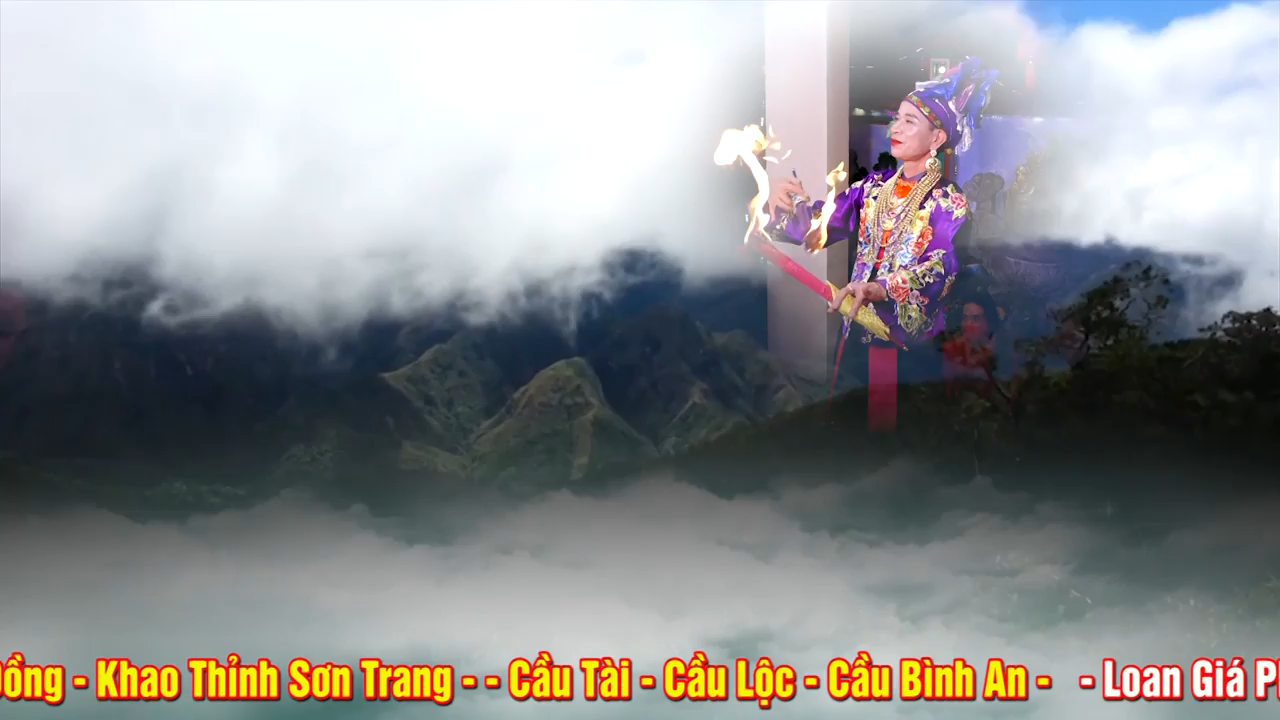 - Khao Thỉnh Sơn Trang - - Cầu Tài - Cầu Lộc - Cầu Bình An - - Loan Giá